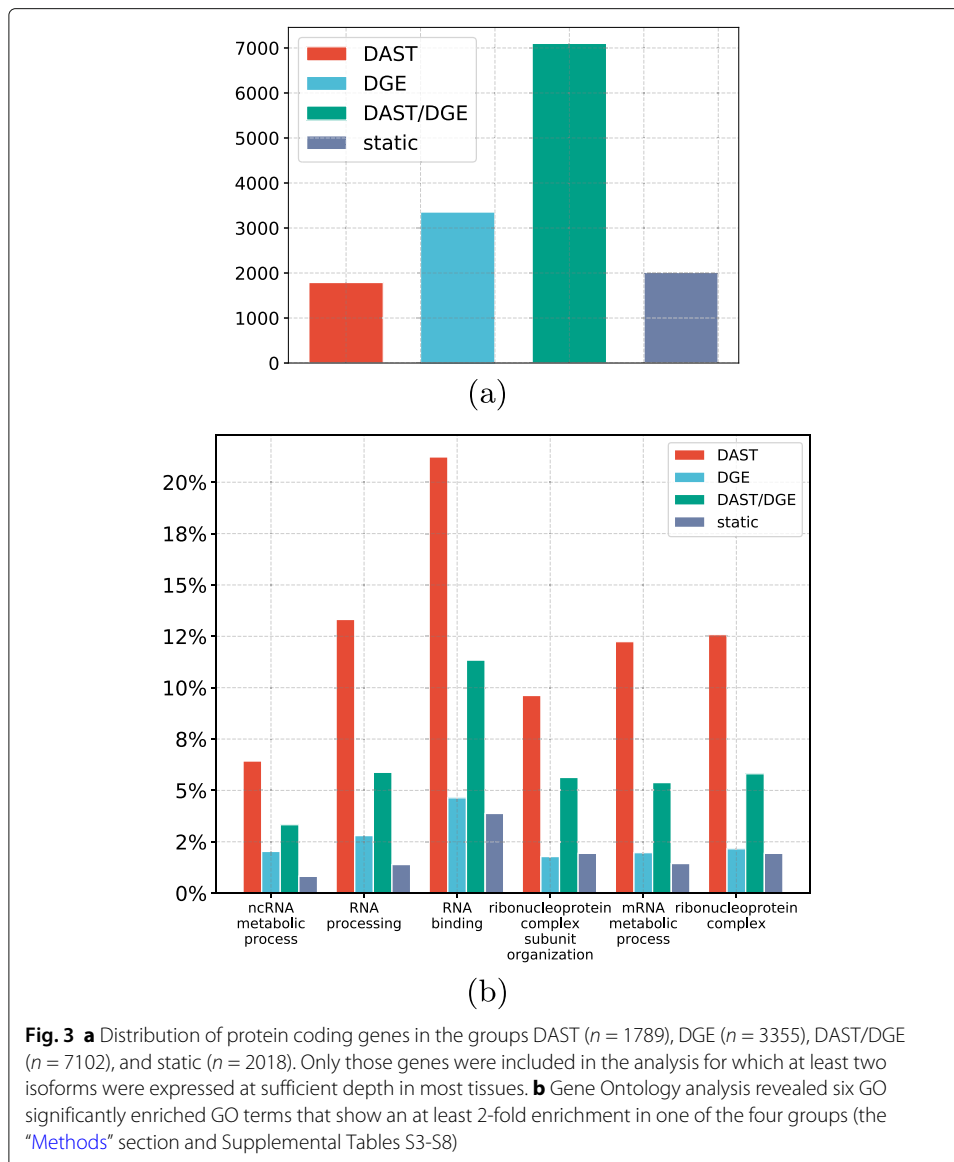 7000
6000
5000
4000
3000
2000
1000
0
DAST
DGE
DAST/DGE
static
(a)
20%
18%
15%
12%
10%
8%
5%
2%
0%
DAST
DGE
DAST/DGE
static
ncRNA
metabolic
process
RNA
processing
RNA
binding
ribonucleoprotein
complex
subunit
organization
mRNA
metabolic
process
ribonucleoprotein
complex
(b)
Fig. 3 a Distribution of protein coding genes in the groups DAST (n = 1789), DGE (n = 3355), DAST/DGE
(n = 7102), and static (n = 2018). Only those genes were included in the analysis for which at least two
isoforms were expressed at sufficient depth in most tissues. b Gene Ontology analysis revealed six GO
significantly enriched GO terms that show an at least 2-fold enrichment in one of the four groups (the
“Methods” section and Supplemental Tables S3-S8)